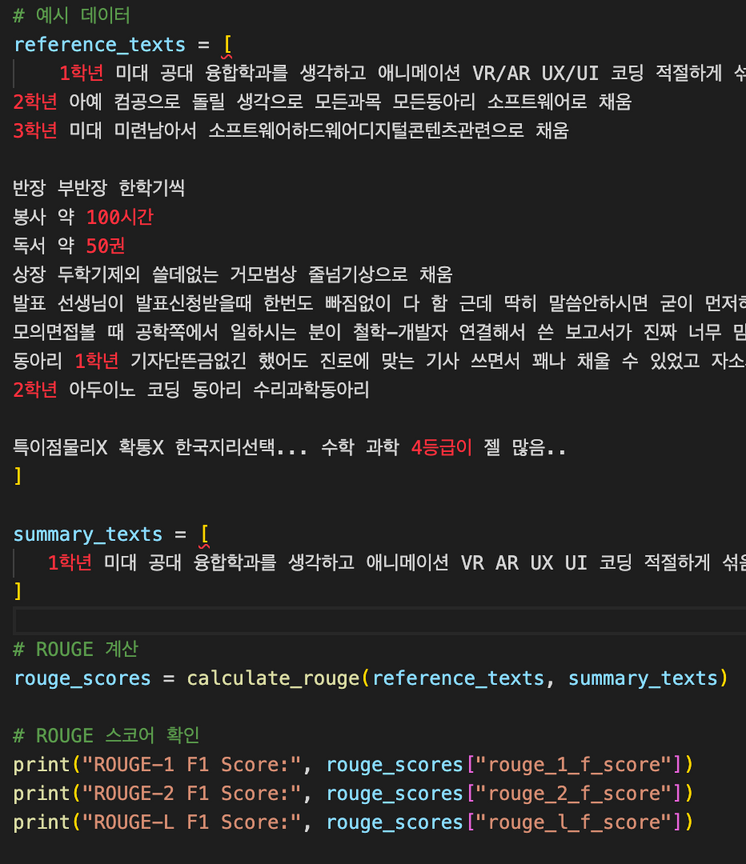 # 예시 데이터
reference_texts = [
1학년 미대 공대 융합학과를 생각하고 애니메이션 VR/AR UX/UI 코딩 적절하게 섞
2학년 아예 컴공으로 돌릴 생각으로 모든과목 모든동아리 소프트웨어로 채움
3학년 미대 미련남아서 소프트웨어하드웨어디지털콘텐츠관련으로 채움
반장 부반장 한학기씩
봉사 약 100시간
독서 약 50권
상장 두학기제외 쓸데없는 거모범상 줄넘기상으로 채움
발표 선생님이 발표신청받을때 한번도 빠짐없이 다 함 근데 딱히 말씀안하시면 굳이 먼저하
모의면접볼 때 공학쪽에서 일하시는 분이 철학-개발자 연결해서 쓴 보고서가 진짜 너무 맘
동아리 1학년 기자단뜬금없긴 했어도 진로에 맞는 기사 쓰면서 꽤나 채울 수 있었고 자소
2학년 아두이노 코딩 동아리 수리과학동아리
특이점물리X 확통X 한국지리선택... 수학 과학 4등급이 젤 많음..
]
summary_texts = [
1학년 미대 공대 융합학과를 생각하고 애니메이션 VR AR UX UI 코딩 적절하게 섞음
]
# ROUGE 계산
rouge_scores = calculate_rouge(reference_texts, summary_texts)
# ROUGE 스코어 확인
print("ROUGE-1 F1 Score:", rouge_scores["rouge_1_f_score"])
print("ROUGE-2 F1 Score:", rouge_scores["rouge_2_f_score"])
print("ROUGE-L F1 Score:", rouge_scores["rouge_l_f_score"])